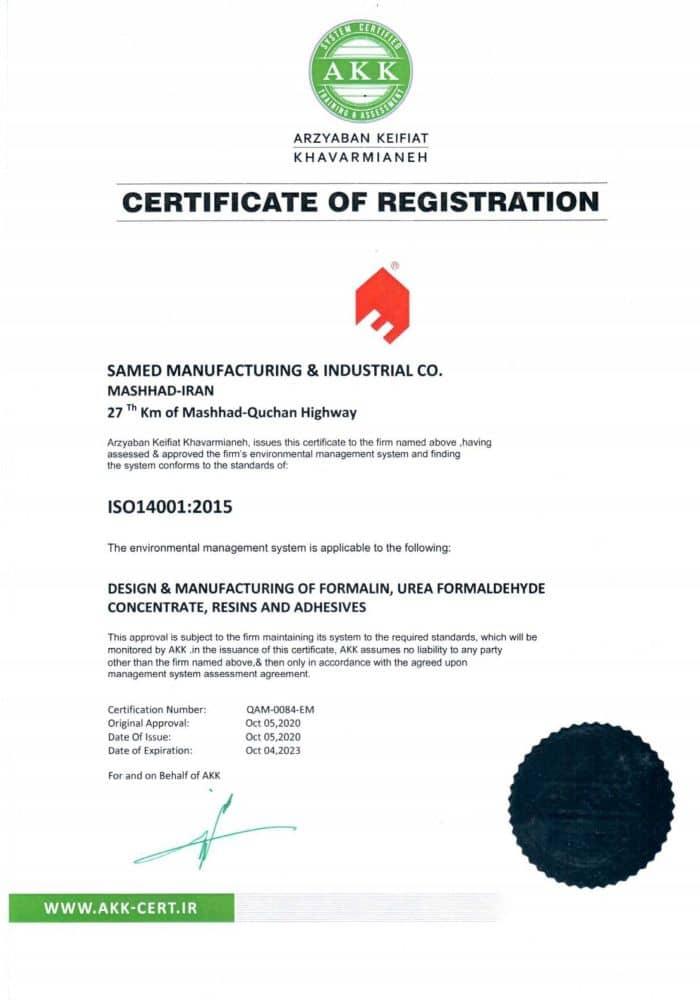 SYSTEM CERTIFIED
AKK
TRAINING & ASSESSMENT
ARZYABAN KEIFIAT
KHAVARMIANEH
CERTIFICATE OF REGISTRATION
®
SAMED MANUFACTURING & INDUSTRIAL CO.
MASHHAD-IRAN
27 Th Km of Mashhad-Quchan Highway
Arzyaban Keifiat Khavarmianeh, issues this certificate to the firm named above ,having
assessed & approved the firm's environmental management system and finding
the system conforms to the standards of:
ISO14001:2015
The environmental management system is applicable to the following:
DESIGN & MANUFACTURING OF FORMALIN, UREA FORMALDEHYDE
CONCENTRATE, RESINS AND ADHESIVES
This approval is subject to the firm maintaining its system to the required standards, which will be
monitored by AKK .in the issuance of this certificate, AKK assumes no liability to any party
other than the firm named above,& then only in accordance with the agreed upon
management system assessment agreement.
Certification Number: QAM-0084-EM
Original Approval: Oct 05,2020
Date Of Issue: Oct 05,2020
Date of Expiration: Oct 04,2023
For and on Behalf of AKK
WWW.AKK-CERT.IR